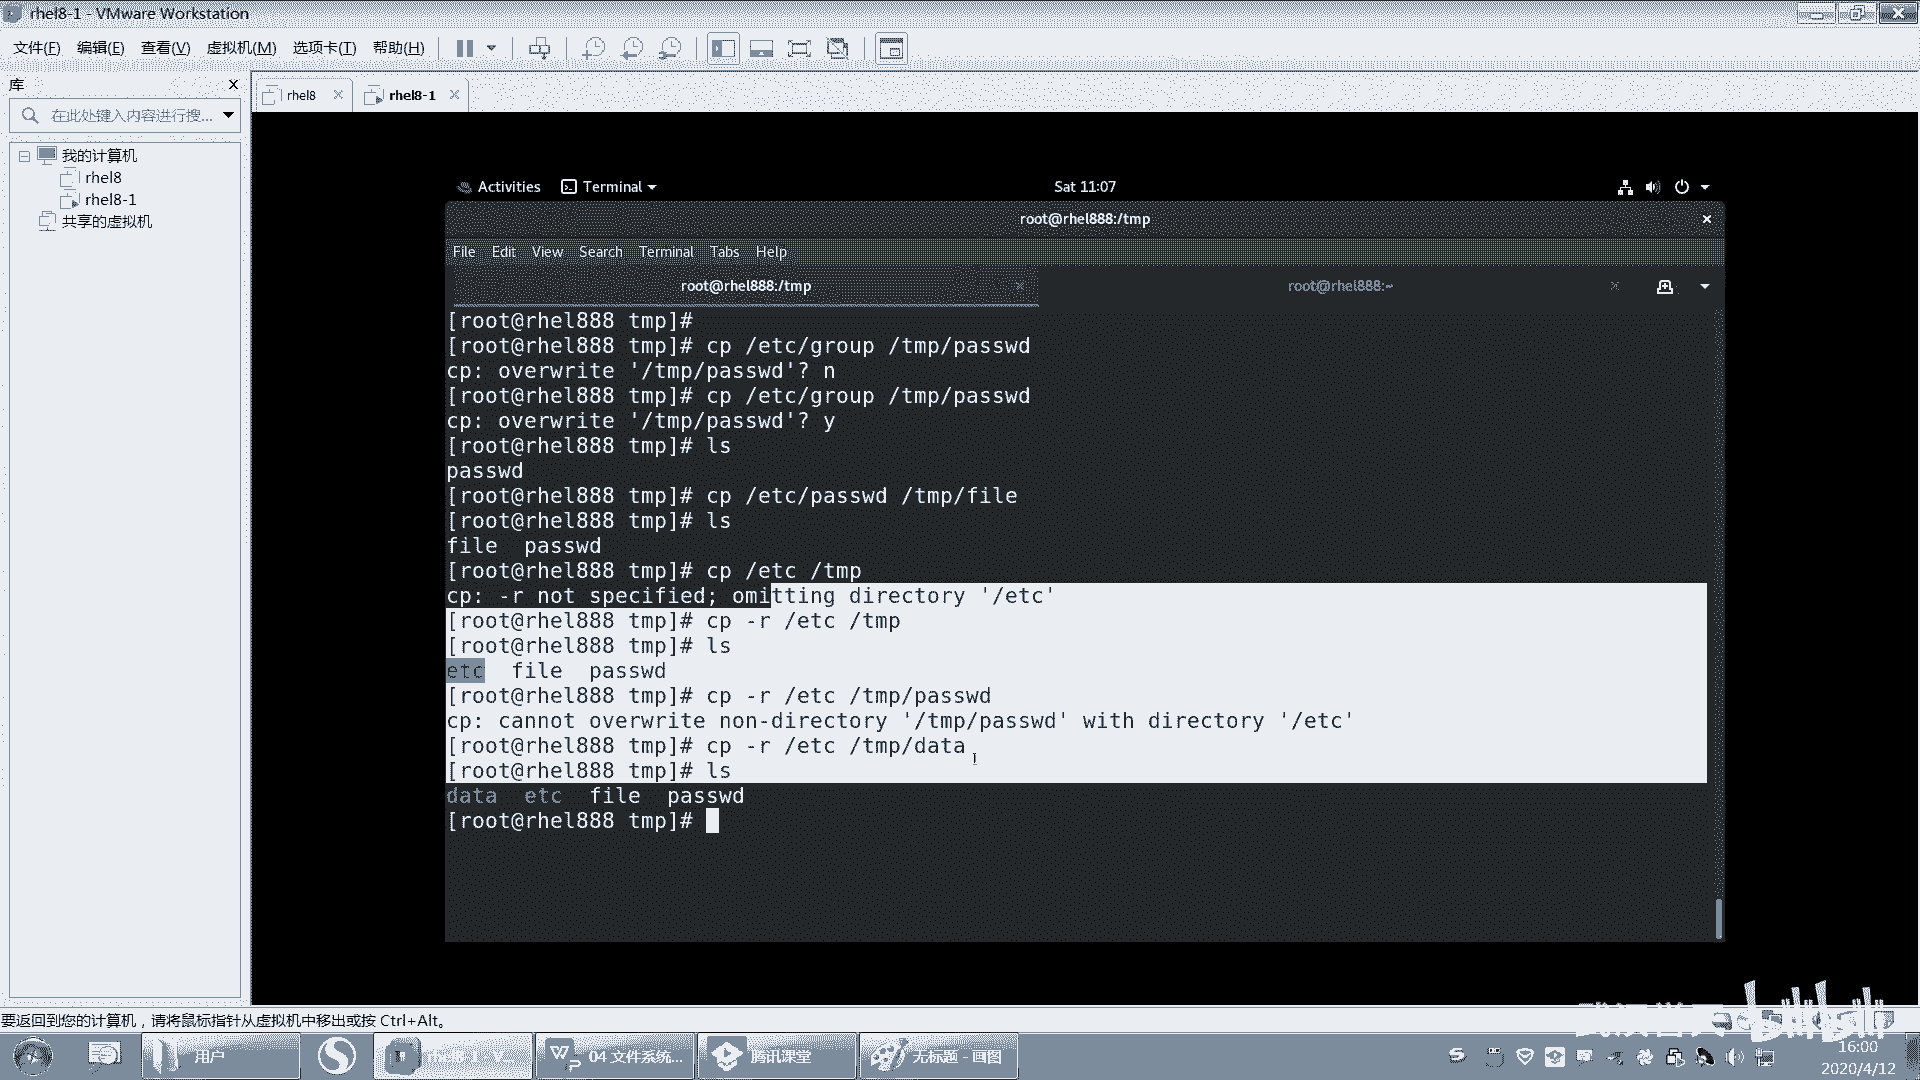 rhel8-1 - VMware Workstation
文件(F) 编辑(E) 查看(V) 虚拟机(M) 选项卡(T) 帮助(H)
库
在此处键入内容进行搜...
我的计算机
rhel8
rhel8-1
共享的虚拟机
rhel8
rhel8-1
Activities Terminal Sat 11:07
root@rhel888:/tmp
File Edit View Search Terminal Tabs Help
root@rhel888:/tmp root@rhel888:~
[root@rhel888 tmp]#
[root@rhel888 tmp]# cp /etc/group /tmp/passwd
cp: overwrite '/tmp/passwd'? n
[root@rhel888 tmp]# cp /etc/group /tmp/passwd
cp: overwrite '/tmp/passwd'? y
[root@rhel888 tmp]# ls
passwd
[root@rhel888 tmp]# cp /etc/passwd /tmp/file
[root@rhel888 tmp]# ls
file passwd
[root@rhel888 tmp]# cp /etc /tmp
cp: -r not specified; omitting directory '/etc'
[root@rhel888 tmp]# cp -r /etc /tmp
[root@rhel888 tmp]# ls
etc file passwd
[root@rhel888 tmp]# cp -r /etc /tmp/passwd
cp: cannot overwrite non-directory '/tmp/passwd' with directory '/etc'
[root@rhel888 tmp]# cp -r /etc /tmp/data
[root@rhel888 tmp]# ls
data etc file passwd
[root@rhel888 tmp]#
要返回到您的计算机，请将鼠标指针从虚拟机中移出或按 Ctrl+Alt。
bilibili
用户
rhel8-1 - V...
04 文件系统...
腾讯课堂
无标题 - 画图
16:00
2020/4/12